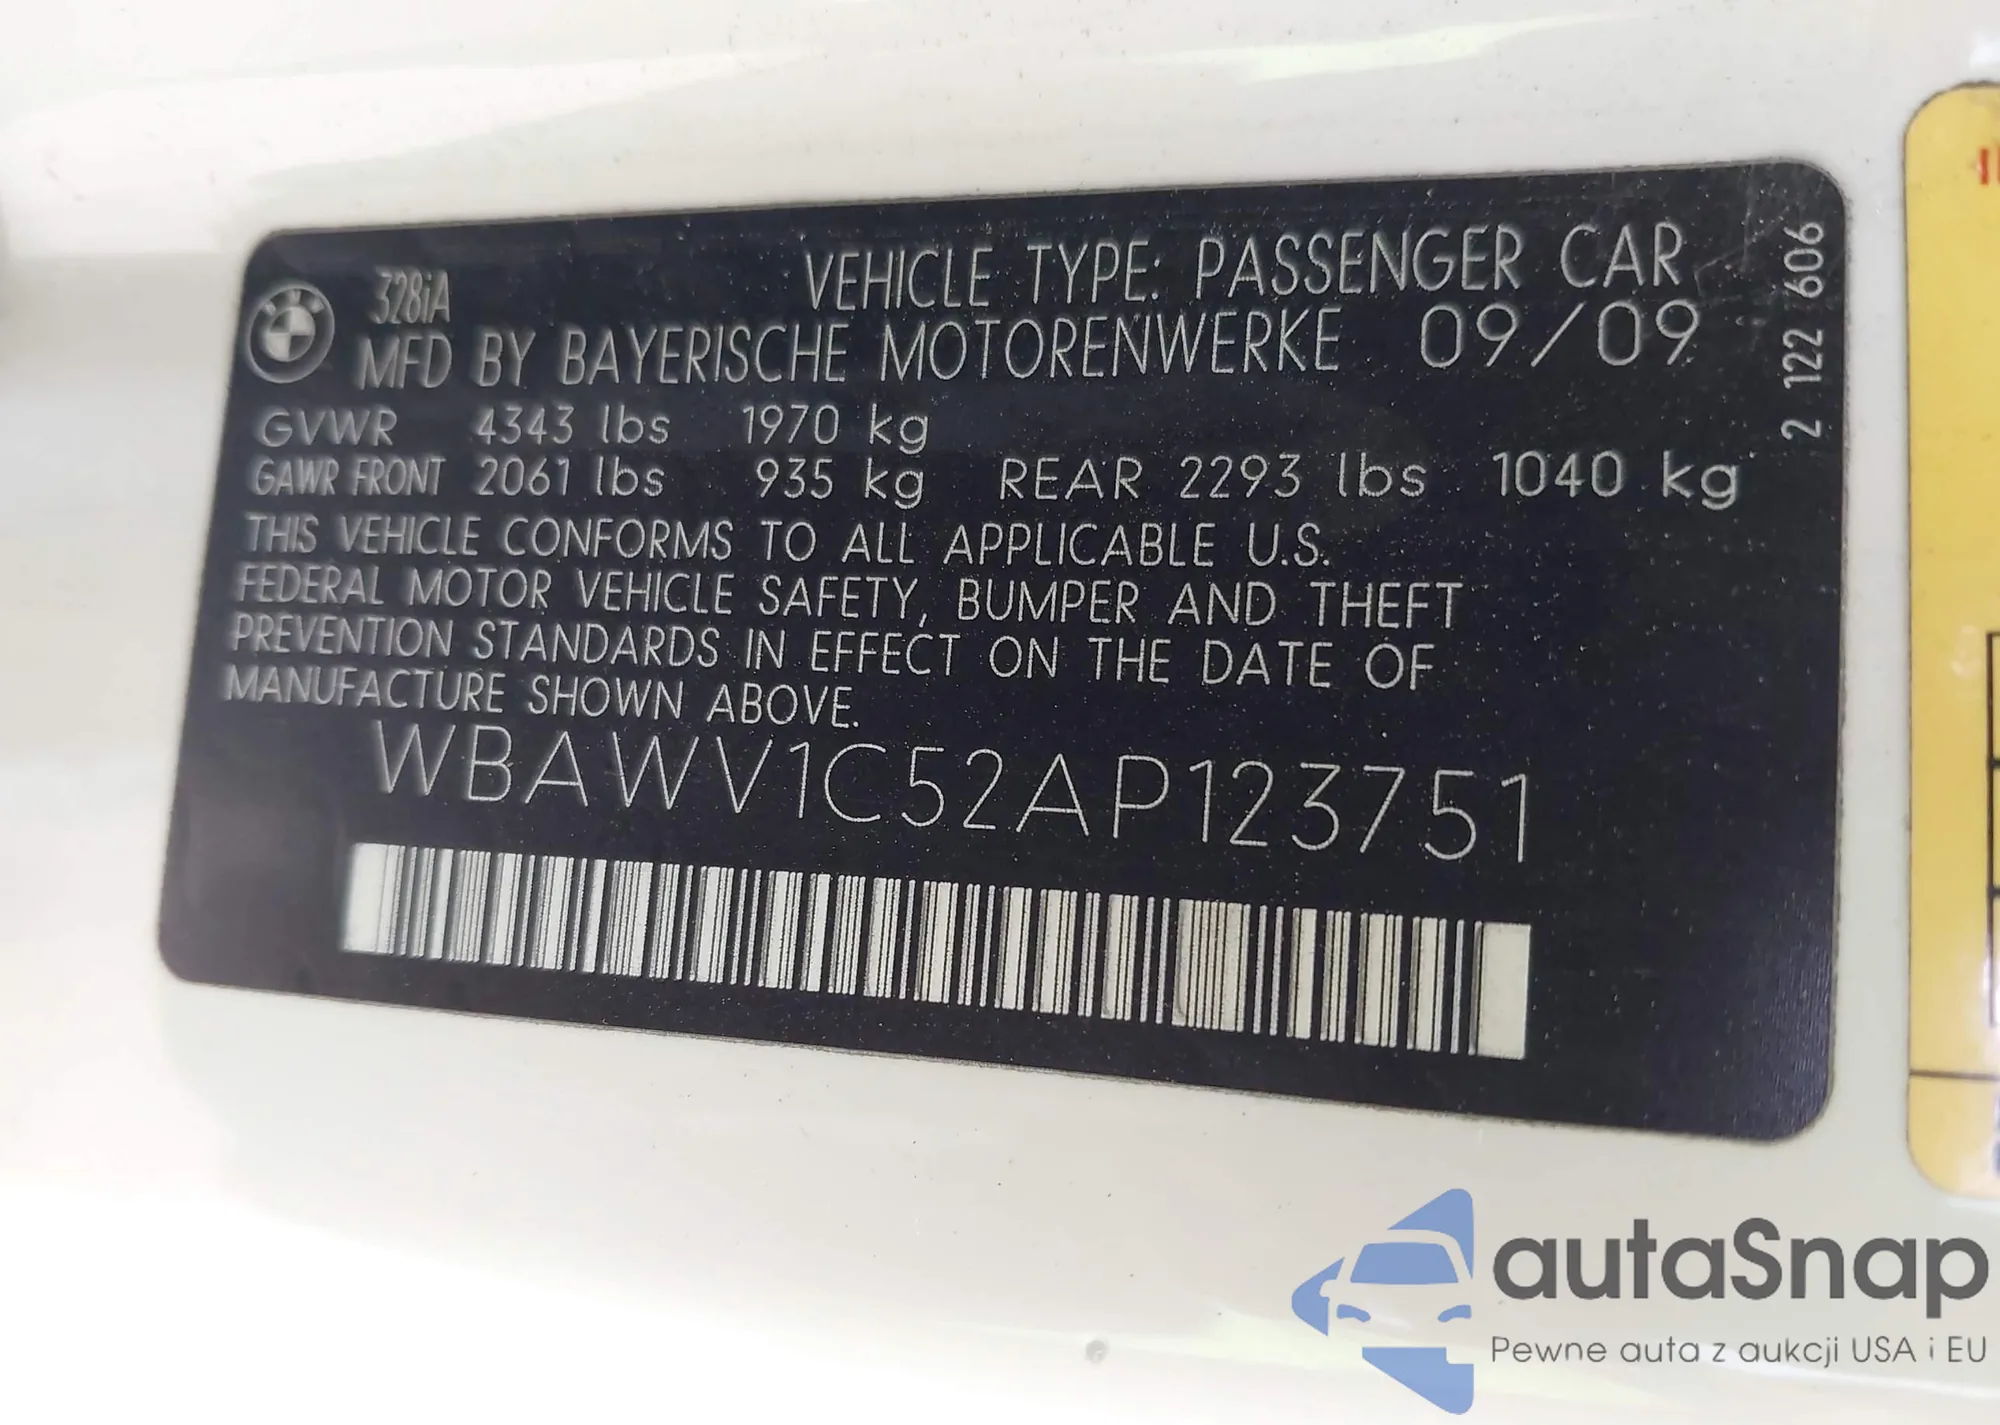 328iA
VEHICLE TYPE: PASSENGER CAR
MFD BY BAYERISCHE MOTORENWERKE 09/09
GVWR 4343 lbs 1970 kg
GAWR FRONT 2061 lbs 935 kg REAR 2293 lbs 1040 kg
THIS VEHICLE CONFORMS TO ALL APPLICABLE U.S.
FEDERAL MOTOR VEHICLE SAFETY, BUMPER AND THEFT
PREVENTION STANDARDS IN EFFECT ON THE DATE OF
MANUFACTURE SHOWN ABOVE.
WBAWV1C52AP123751
2 122 606
autaSnap
Pewne auta z aukcji USA i EU